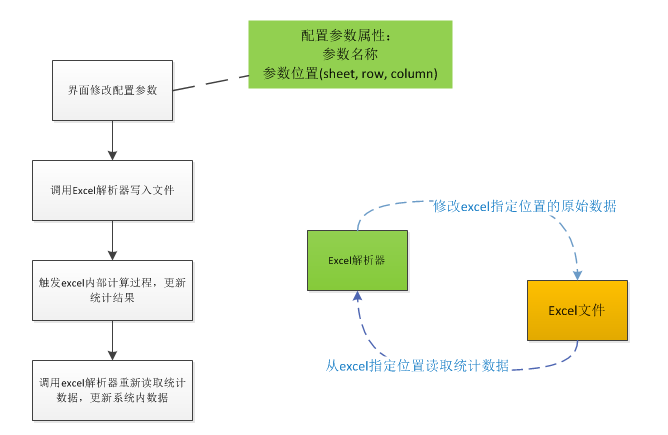 配置参数属性：
参数名称
参数位置(sheet, row, column)
界面修改配置参数
调用Excel解析器写入文件
触发excel内部计算过程，更新
统计结果
调用excel解析器重新读取统计
数据，更新系统内数据
修改excel指定位置的原始数据
Excel解析器
Excel文件
从excel指定位置读取统计数据